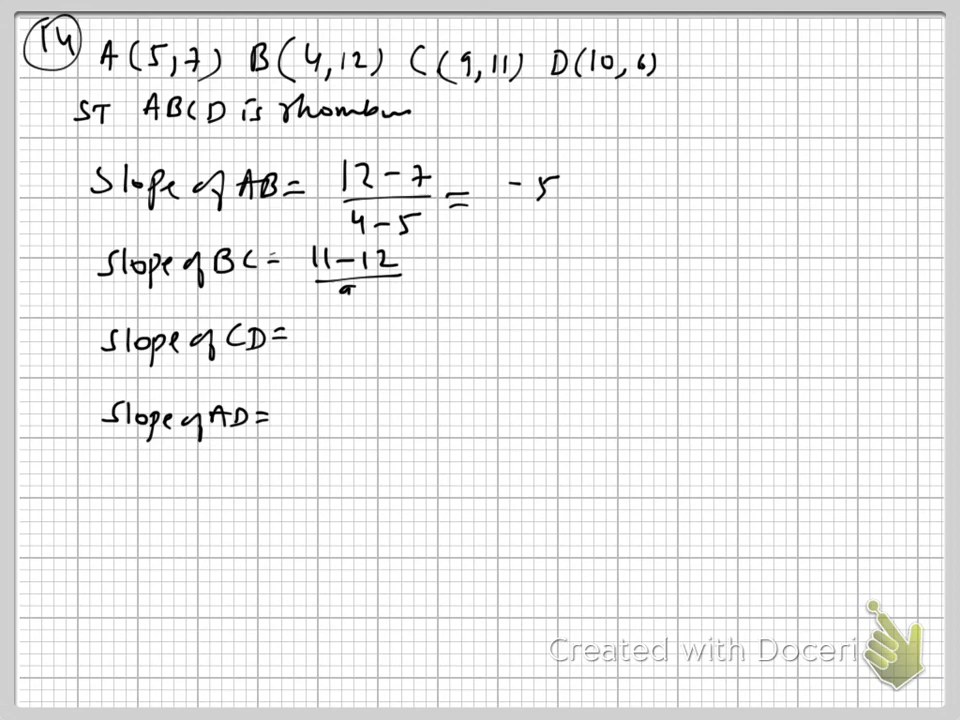 14 A(5,7) B(4,12) C(9,11) D(10,6)
ST ABCD is rhombus
Slope of AB = 12-7/4-5 = -5
Slope of BC = 11-12/9
Slope of CD =
Slope of AD =
Created with Doceri